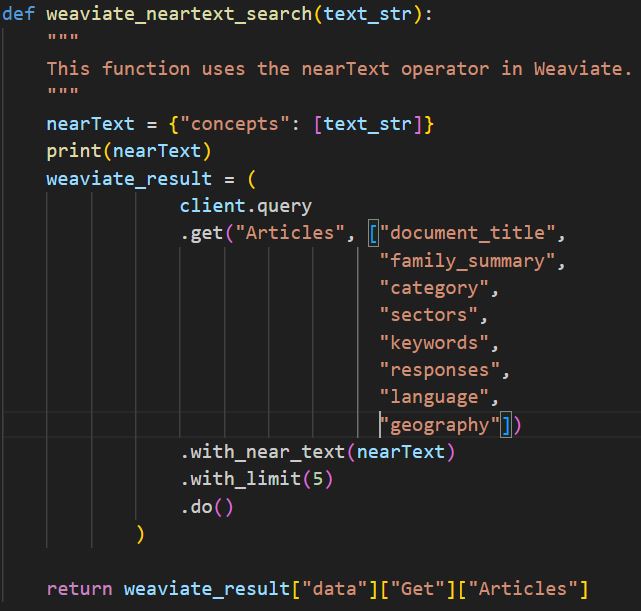 def weaviate_neartext_search(text_str):
    """
    This function uses the nearText operator in Weaviate.
    """
    nearText = {"concepts": [text_str]}
    print(nearText)
    weaviate_result = (
                client.query
                .get("Articles", ["document_title",
                                  "family_summary",
                                  "category",
                                  "sectors",
                                  "keywords",
                                  "responses",
                                  "language",
                                  "geography"])
                .with_near_text(nearText)
                .with_limit(5)
                .do()
            )
    return weaviate_result["data"]["Get"]["Articles"]